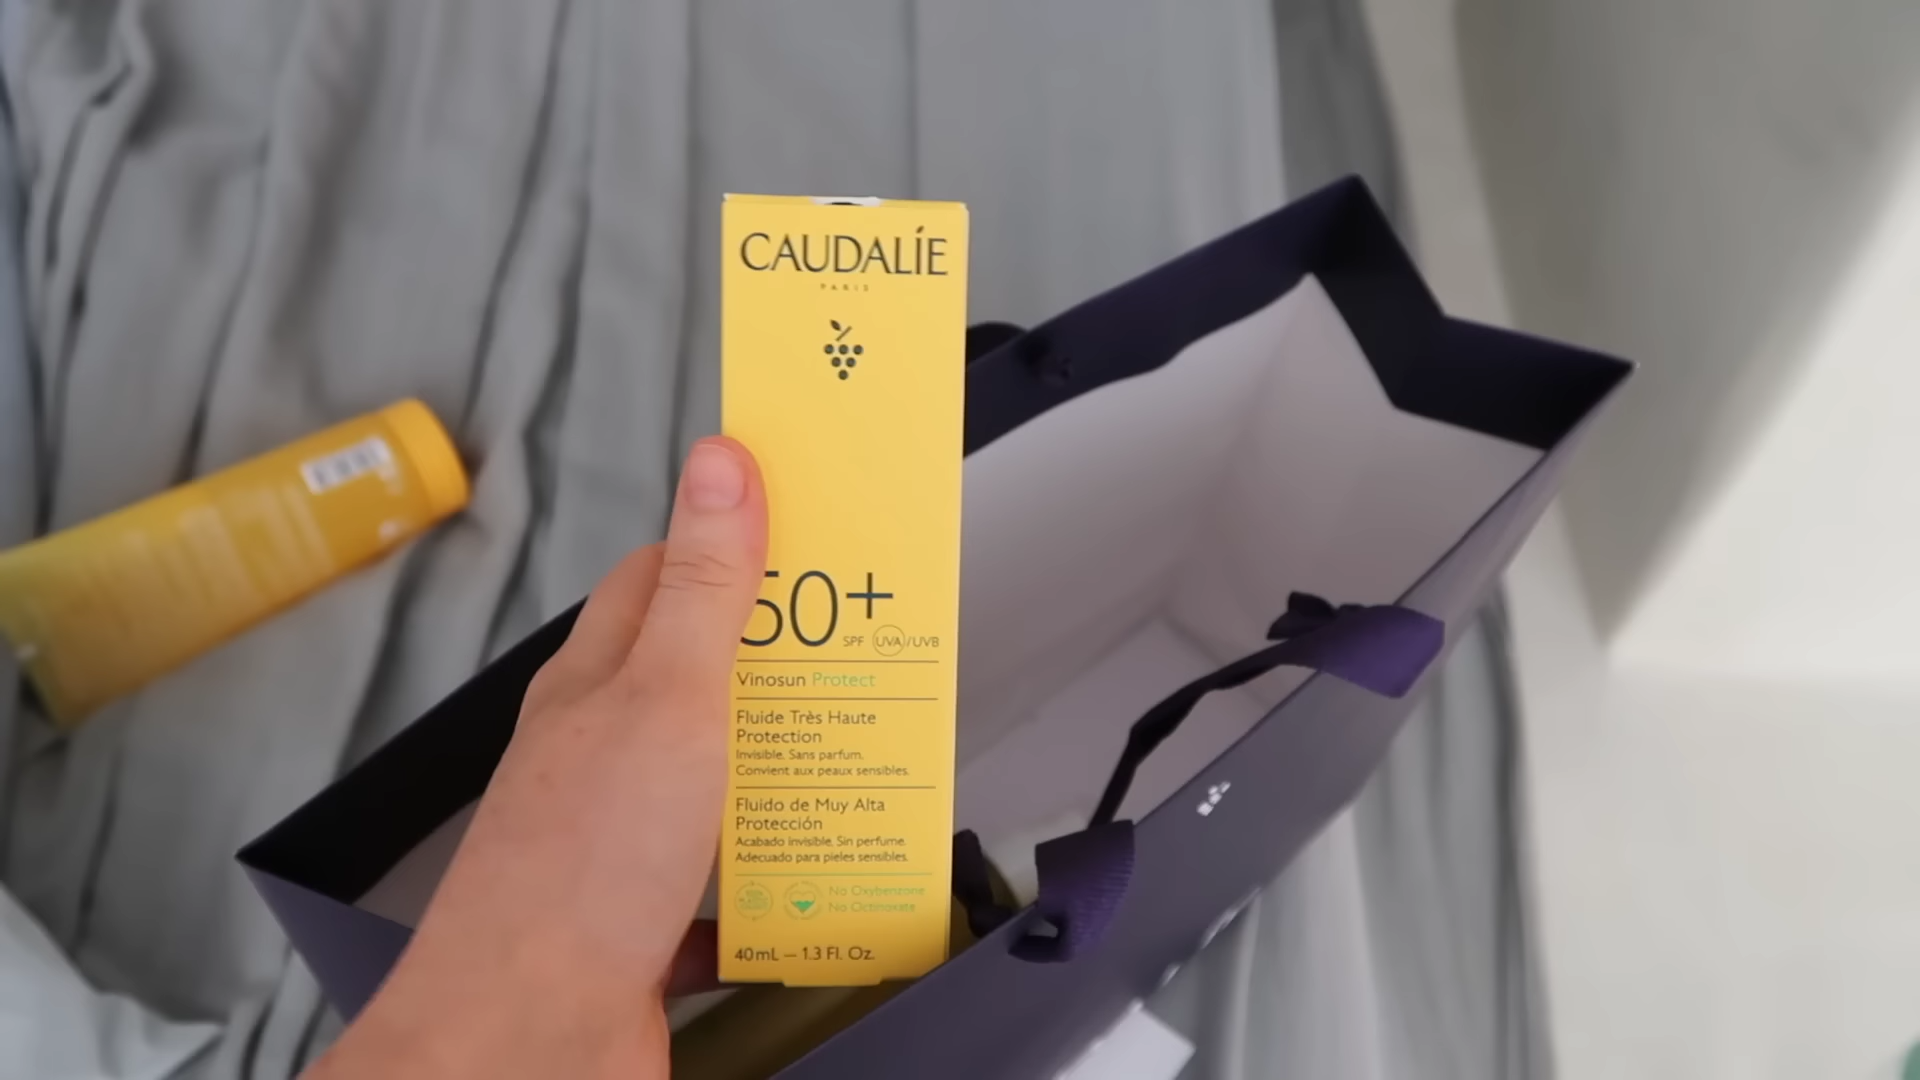 CAUDALÍE
PARIS
50+
SPF UVA/UVB
Vinosun Protect
Fluide Très Haute
Protection
Invisible. Sans parfum.
Convient aux peaux sensibles.
Fluido de Muy Alta
Protección
Acabado invisible. Sin perfume.
Adecuado para pieles sensibles.
No Oxybenzone
No Octinoxate
40mL – 1.3 Fl. Oz.